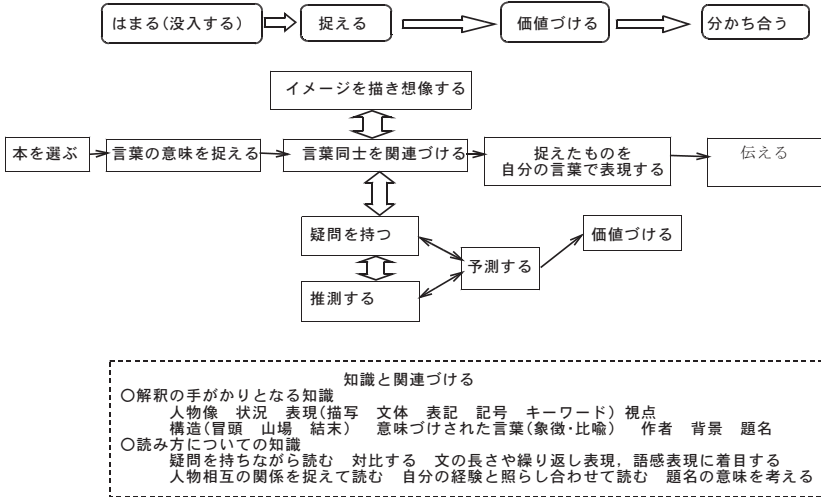 はまる（没入する）
捉える
価値づける
分かち合う
イメージを描き想像する
本を選ぶ
言葉の意味を捉える
言葉同士を関連づける
捉えたものを
自分の言葉で表現する
伝える
疑問を持つ
価値づける
予測する
推測する
知識と関連づける
○解釈の手がかりとなる知識
人物像　状況　表現（描写　文体　表記　記号　キーワード）視点
構造（冒頭　山場　結末）　意味づけされた言葉（象徴・比喩）　作者　背景　題名
○読み方についての知識
疑問を持ちながら読む　対比する　文の長さや繰り返し表現，語感表現に着目する
人物相互の関係を捉えて読む　自分の経験と照らし合わせて読む　題名の意味を考える